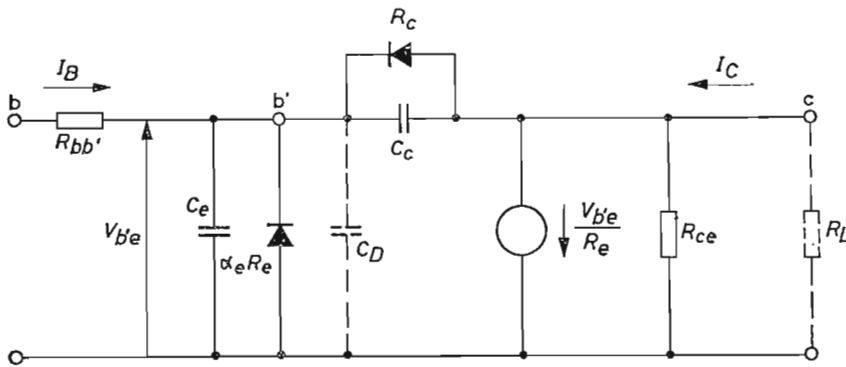 R_c
I_B
I_C
b
b'
c
R_bb'
C_c
V_b'e
C_e
α_e R_e
C_D
V_b'e
R_e
R_ce
R_L